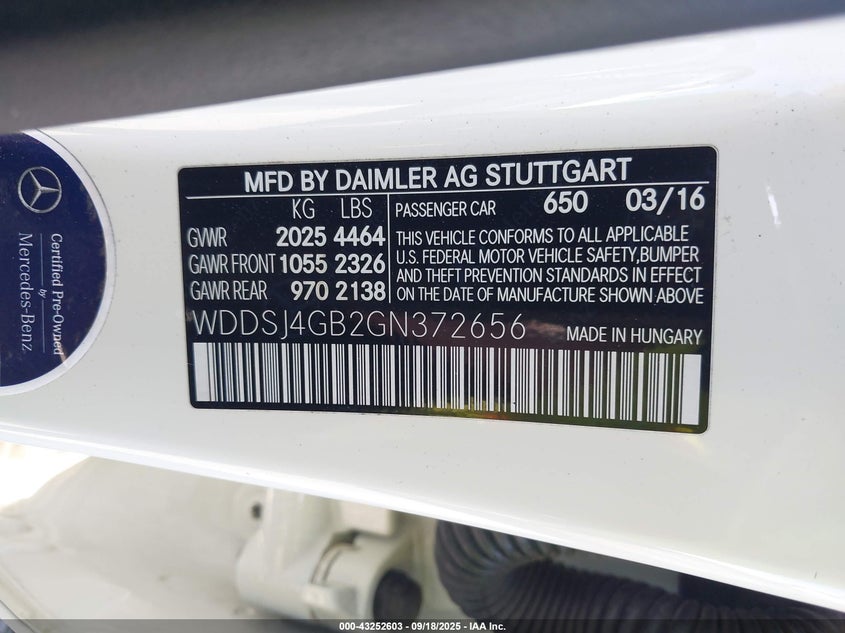 MFD BY DAIMLER AG STUTTGART
KG LBS
GVWR 2025 4464
GAWR FRONT 1055 2326
GAWR REAR 970 2138
PASSENGER CAR 650 03/16
THIS VEHICLE CONFORMS TO ALL APPLICABLE
U.S. FEDERAL MOTOR VEHICLE SAFETY,BUMPER
AND THEFT PREVENTION STANDARDS IN EFFECT
ON THE DATE OF MANUFACTURE SHOWN ABOVE
WDDSJ4GB2GN372656 MADE IN HUNGARY
Certified Pre-Owned
by
Mercedes-Benz
000-43252603 - 09/18/2025 - IAA Inc.